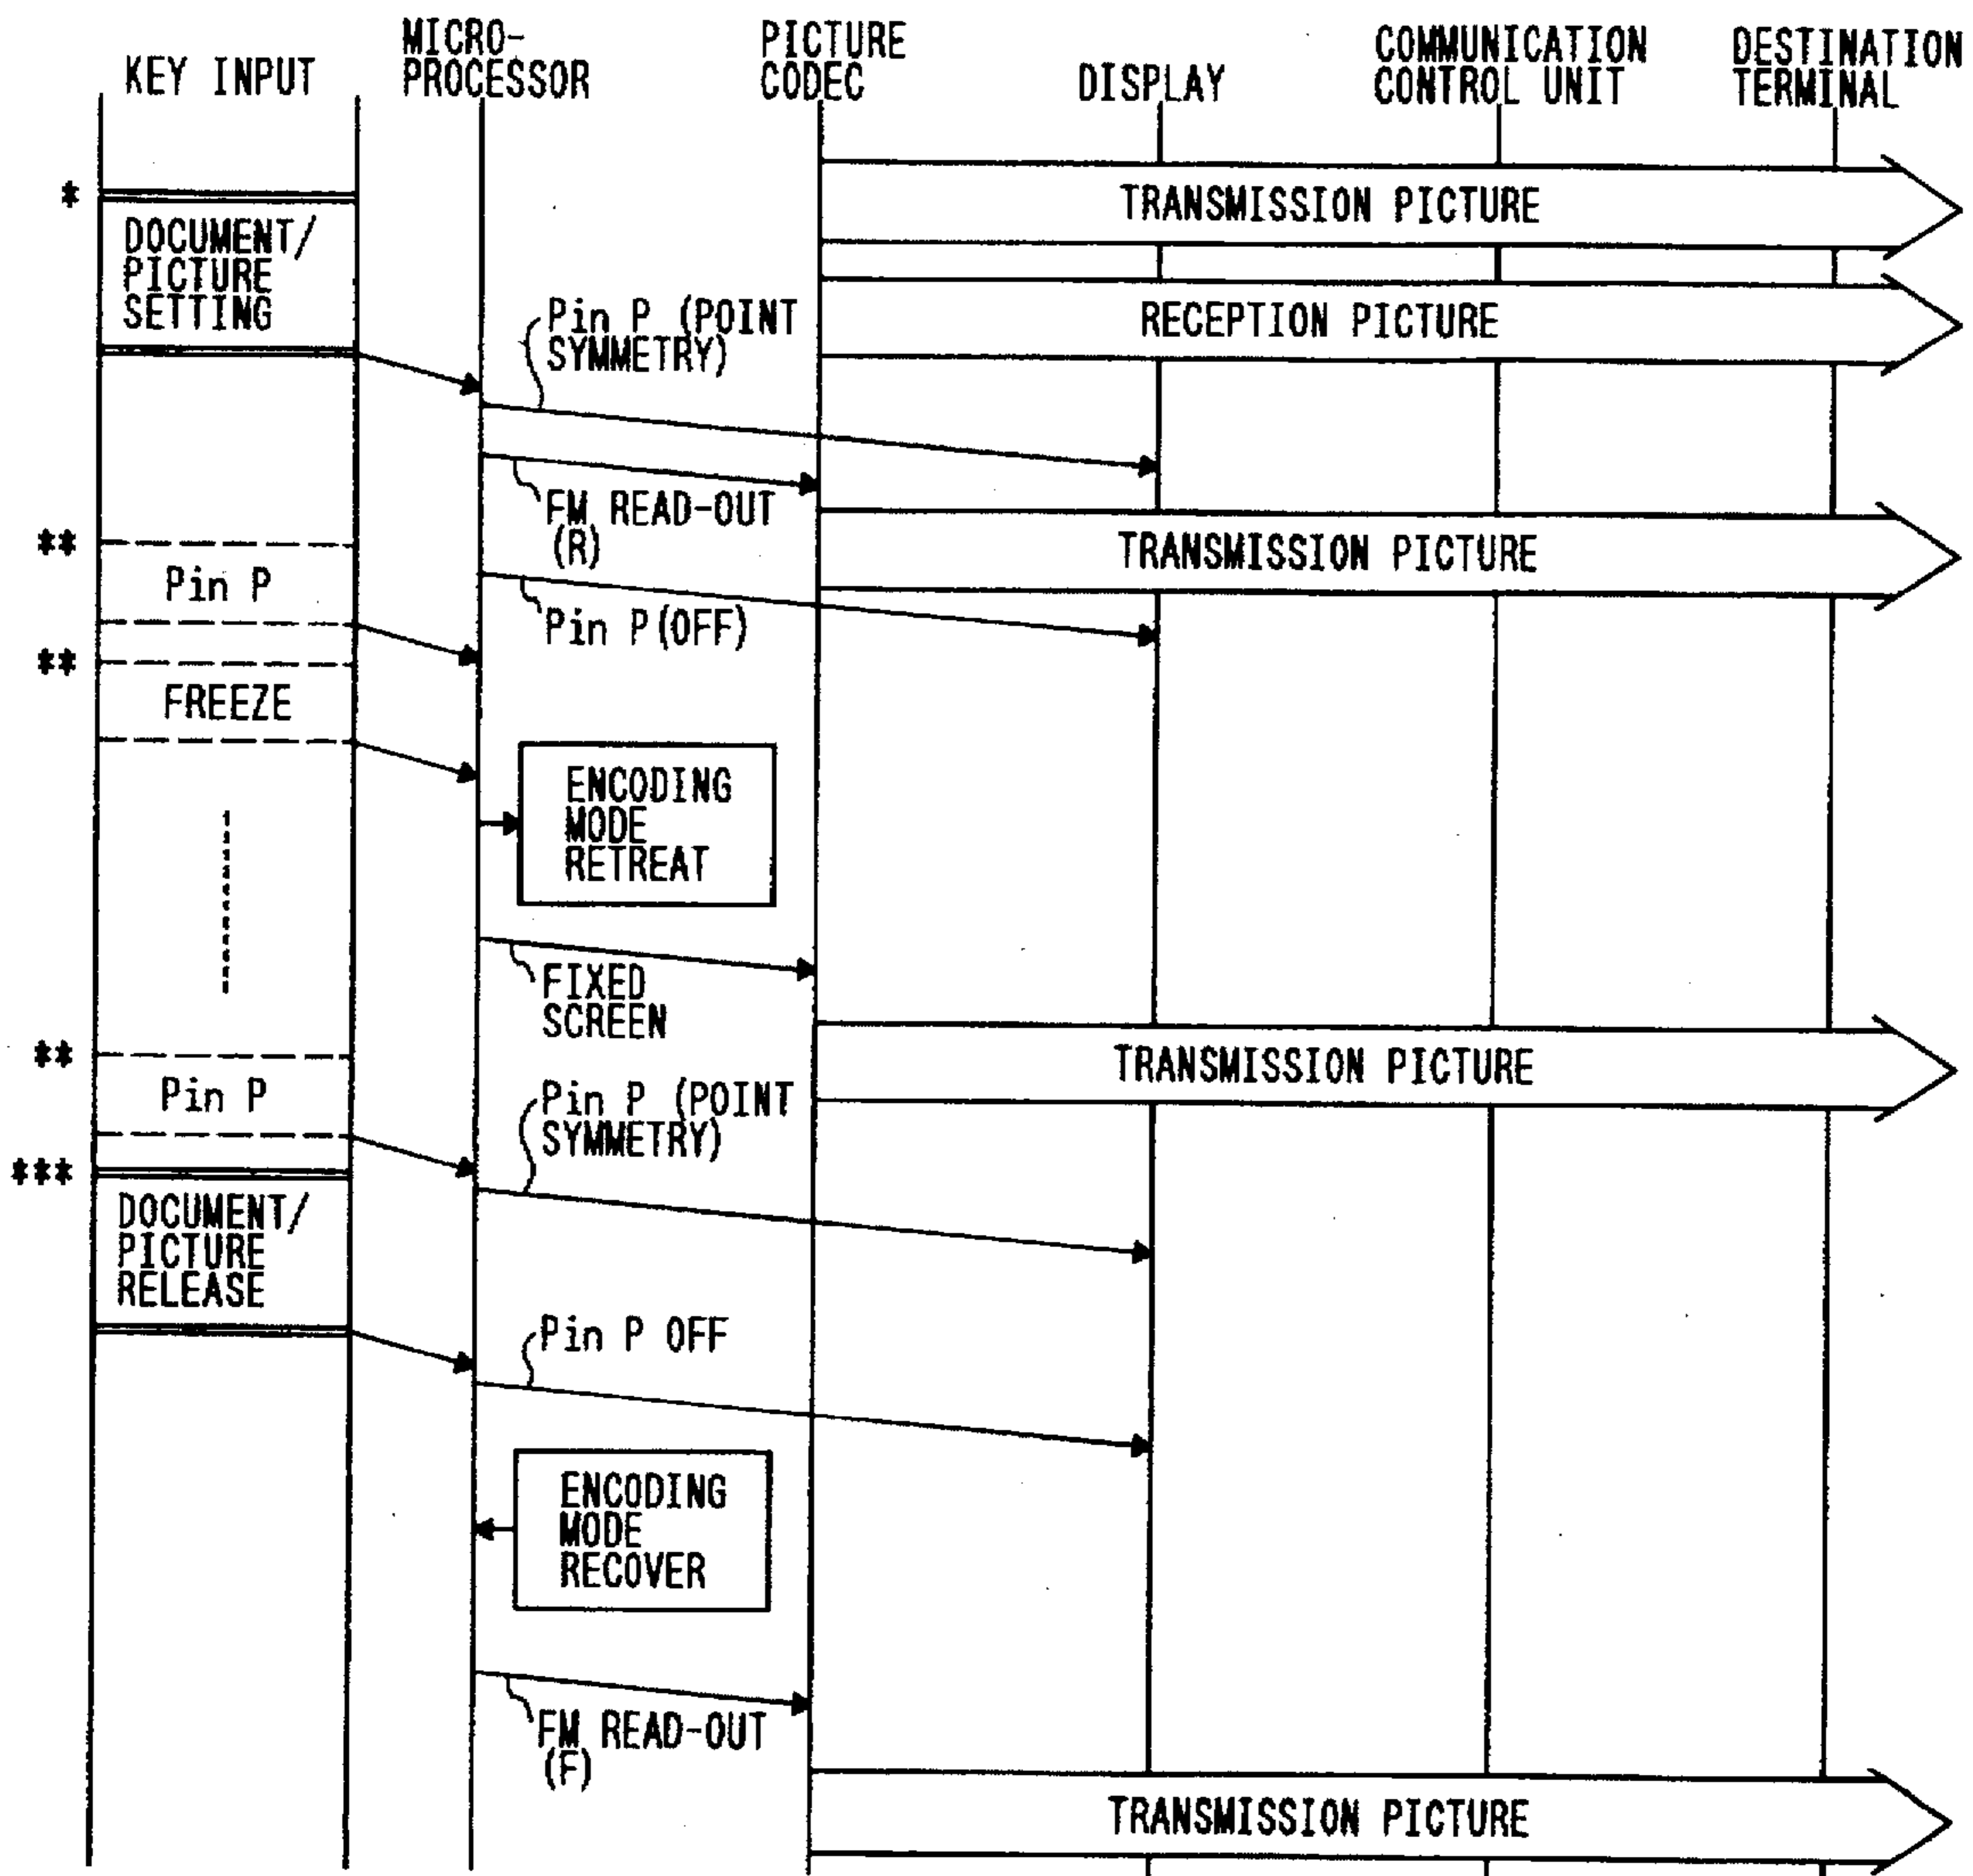 KEY INPUT
MICRO-
PROCESSOR
PICTURE
CODEC
DISPLAY
COMMUNICATION
CONTROL UNIT
DESTINATION
TERMINAL
TRANSMISSION PICTURE
*
DOCUMENT/
PICTURE
SETTING
RECEPTION PICTURE
Pin P (POINT
SYMMETRY)
FM READ-OUT
(R)
TRANSMISSION PICTURE
**
Pin P
Pin P(OFF)
**
FREEZE
ENCODING
MODE
RETREAT
FIXED
SCREEN
TRANSMISSION PICTURE
**
Pin P
Pin P (POINT
SYMMETRY)
***
DOCUMENT/
PICTURE
RELEASE
Pin P OFF
ENCODING
MODE
RECOVER
FM READ-OUT
(F)
TRANSMISSION PICTURE